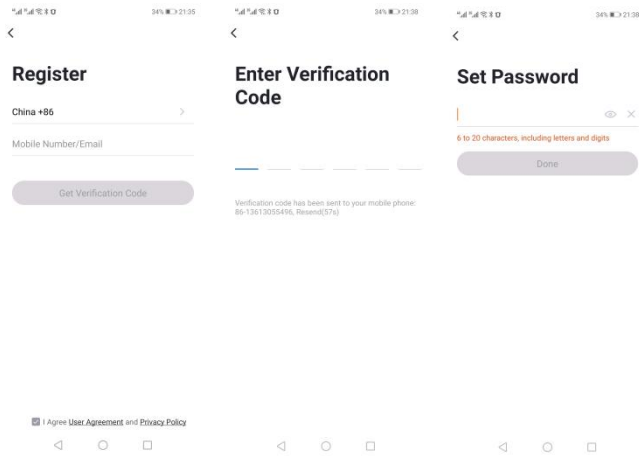 34% 21:35
Register
China +86
Mobile Number/Email
Get Verification Code
I Agree User Agreement and Privacy Policy
34% 21:38
Enter Verification
Code
Verification code has been sent to your mobile phone:
86-13613055496, Resend(57s)
34% 21:38
Set Password
6 to 20 characters, including letters and digits
Done